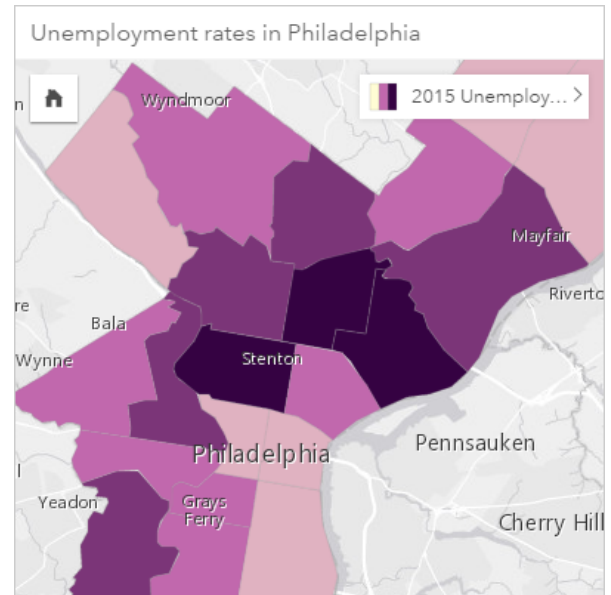 Unemployment rates in Philadelphia
n
Wyndmoor
2015 Unemploy...
Mayfair
re
Riverto
Bala
Wynne
Stenton
Philadelphia
Pennsauken
l
Yeadon
Grays
Ferry
Cherry Hill